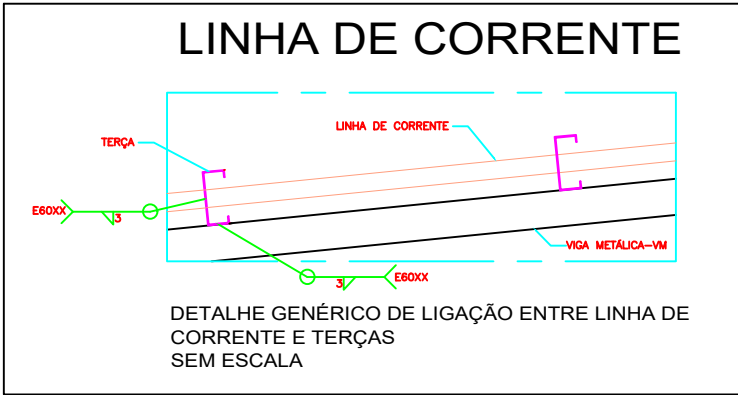 LINHA DE CORRENTE
LINHA DE CORRENTE
TERÇA
E60XX
3
VIGA METÁLICA-VM
3
E60XX
DETALHE GENÉRICO DE LIGAÇÃO ENTRE LINHA DE
CORRENTE E TERÇAS
SEM ESCALA